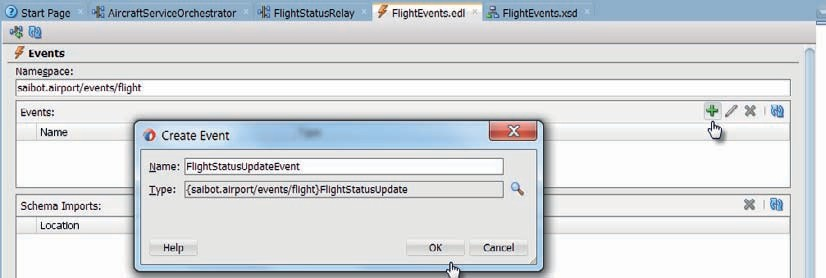 Start Page AircraftServiceOrchestrator FlightStatusRelay FlightEvents.edl FlightEvents.xsd
Events
Namespace:
saibot.airport/events/flight
Events:
Name
Create Event
Name: FlightStatusUpdateEvent
Type: {saibot.airport/events/flight}FlightStatusUpdate
Schema Imports:
Location
Help OK Cancel